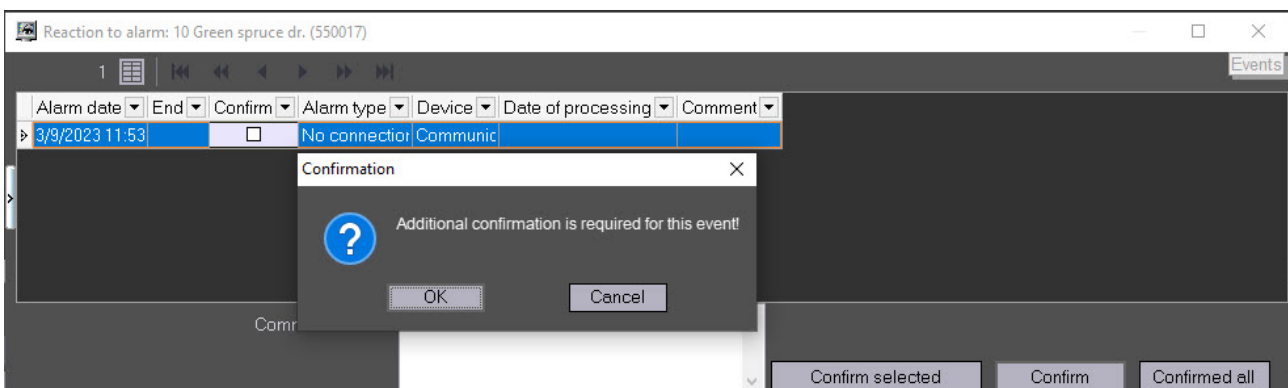 Reaction to alarm: 10 Green spruce dr. (550017)
1
Events
Alarm date End Confirm Alarm type Device Date of processing Comment
3/9/2023 11:53 No connection Communic
Confirmation
Additional confirmation is required for this event!
OK Cancel
Comm
Confirm selected Confirm Confirmed all